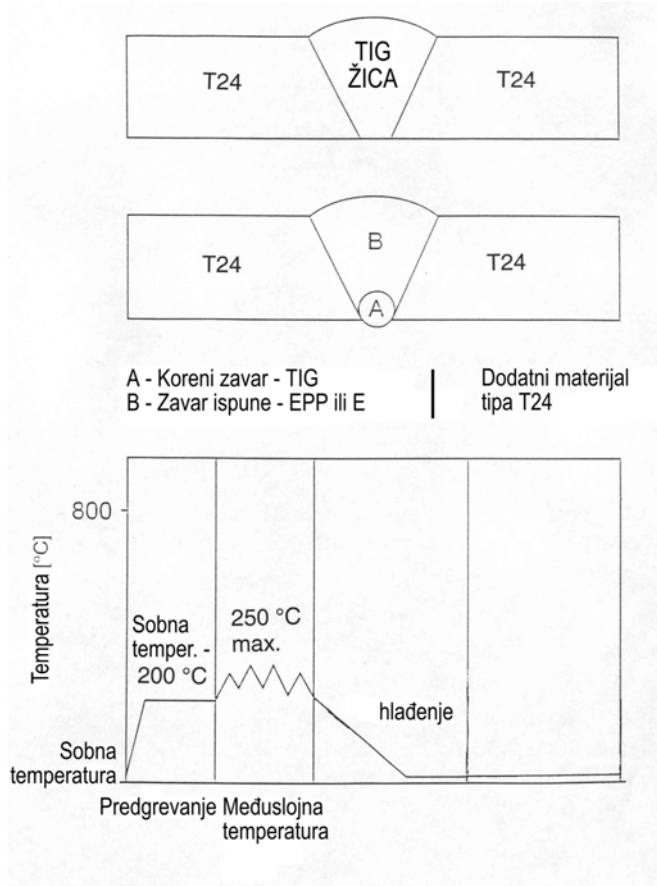 TIG
ŽICA
T24
T24
T24
B
T24
A
A - Koreni zavar - TIG
B - Zavar ispune - EPP ili E
Dodatni materijal
tipa T24
Temperatura [°C]
800
Sobna
temper. -
200 °C
250 °C
max.
hlađenje
Sobna
temperatura
Predgrevanje
Međuslojna
temperatura